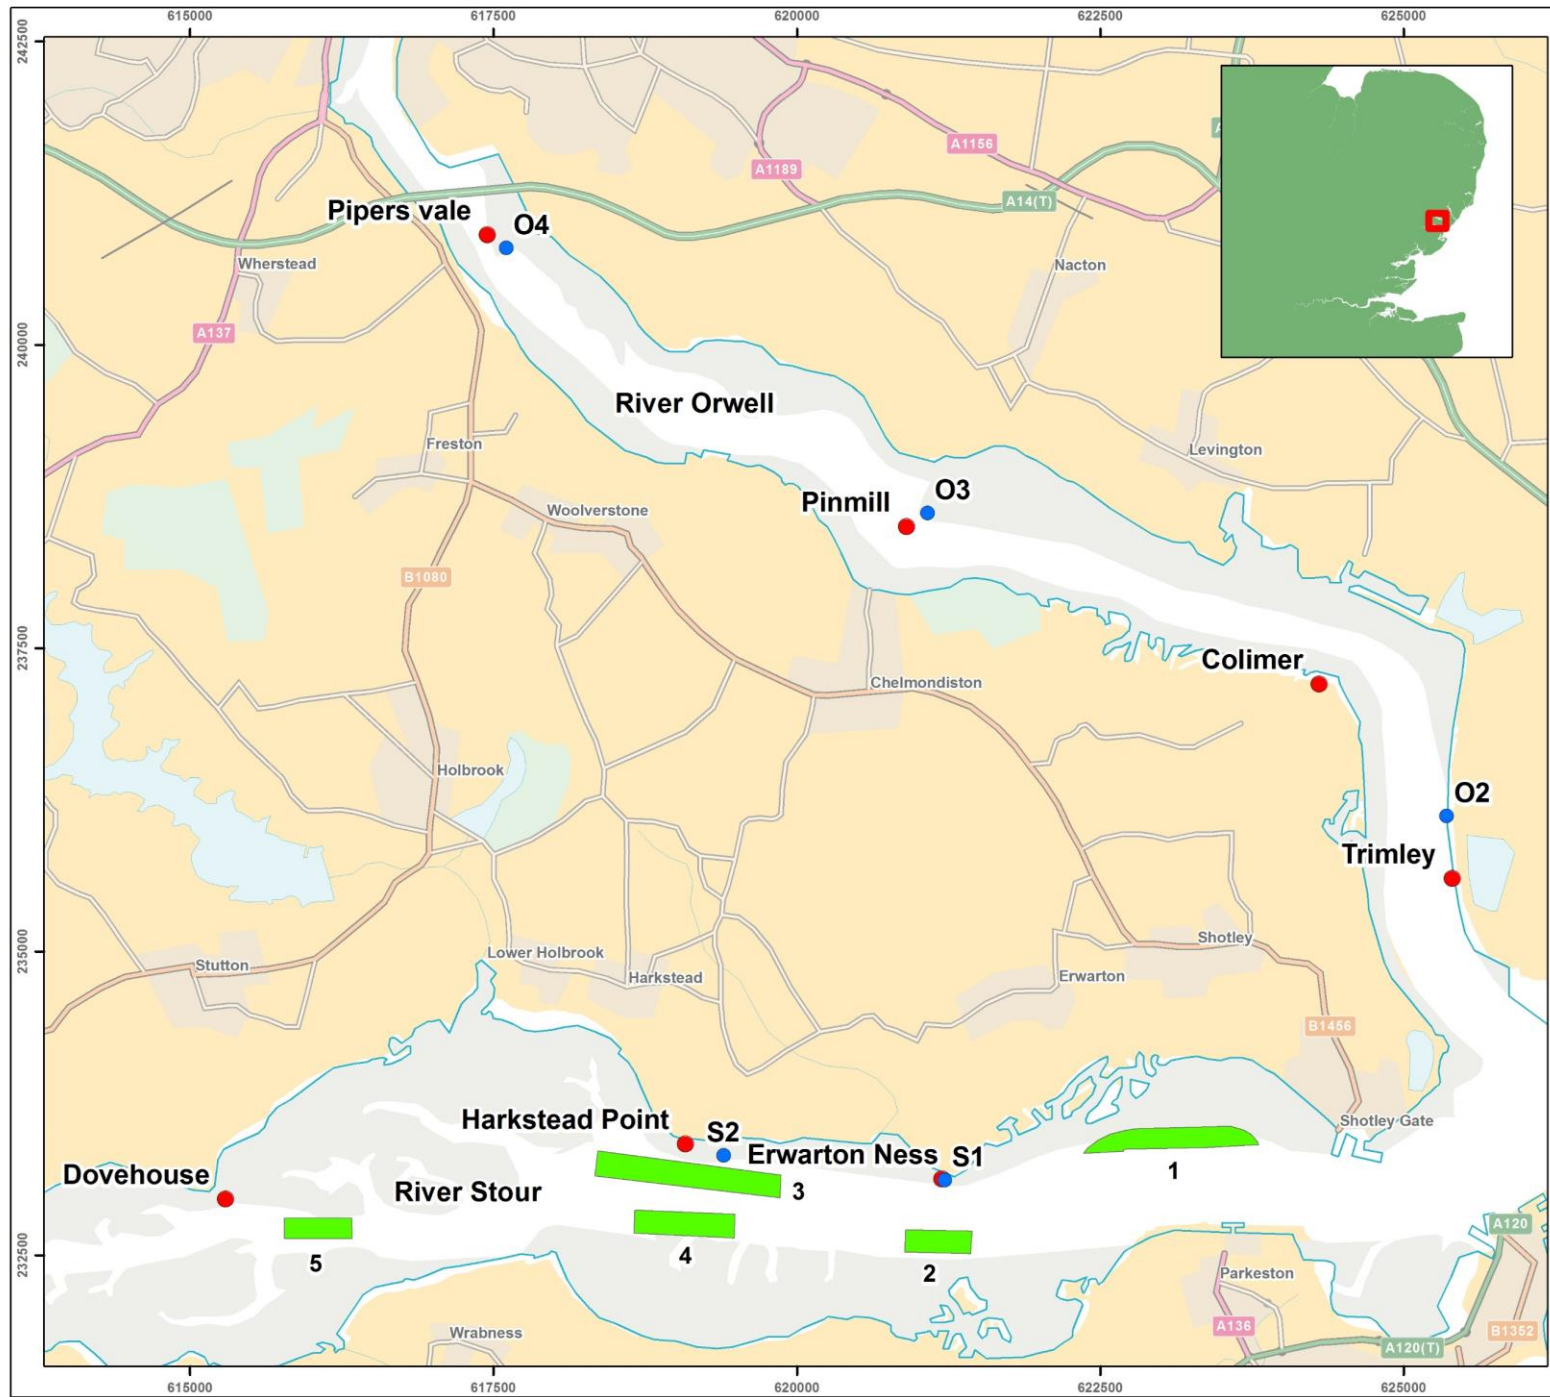 615000
617500
620000
622500
625000
242500
A1156
A
A1189
A14(T)
Pipers vale
O4
Wherstead
Nacton
A137
240000
River Orwell
Freston
Levington
O3
Pinmill
Woolverstone
B1080
237500
Colimer
Chelmondiston
Holbrook
O2
Trimley
Shotley
235000
Stutton
Lower Holbrook
Harkstead
Erwarton
B1456
Harkstead Point
S2
Shotley Gate
Erwarton Ness
S1
1
Dovehouse
River Stour
3
A120
232500
5
4
2
Parkeston
Wrabness
A136
B1352
A120(T)
615000
617500
620000
622500
625000